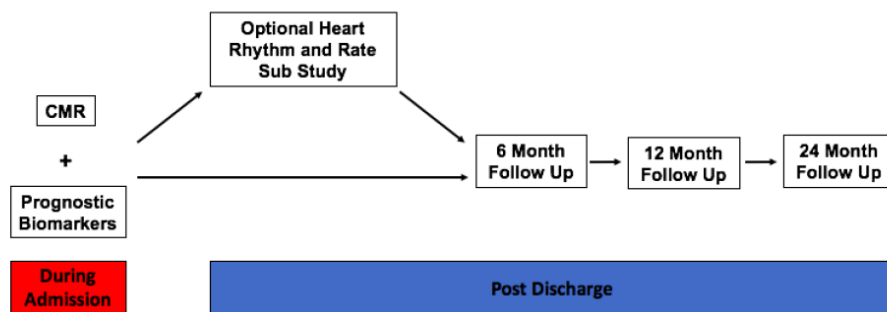 Optional Heart
Rhythm and Rate
Sub Study
CMR
+
Prognostic
Biomarkers
6 Month
Follow Up
12 Month
Follow Up
24 Month
Follow Up
During
Admission
Post Discharge